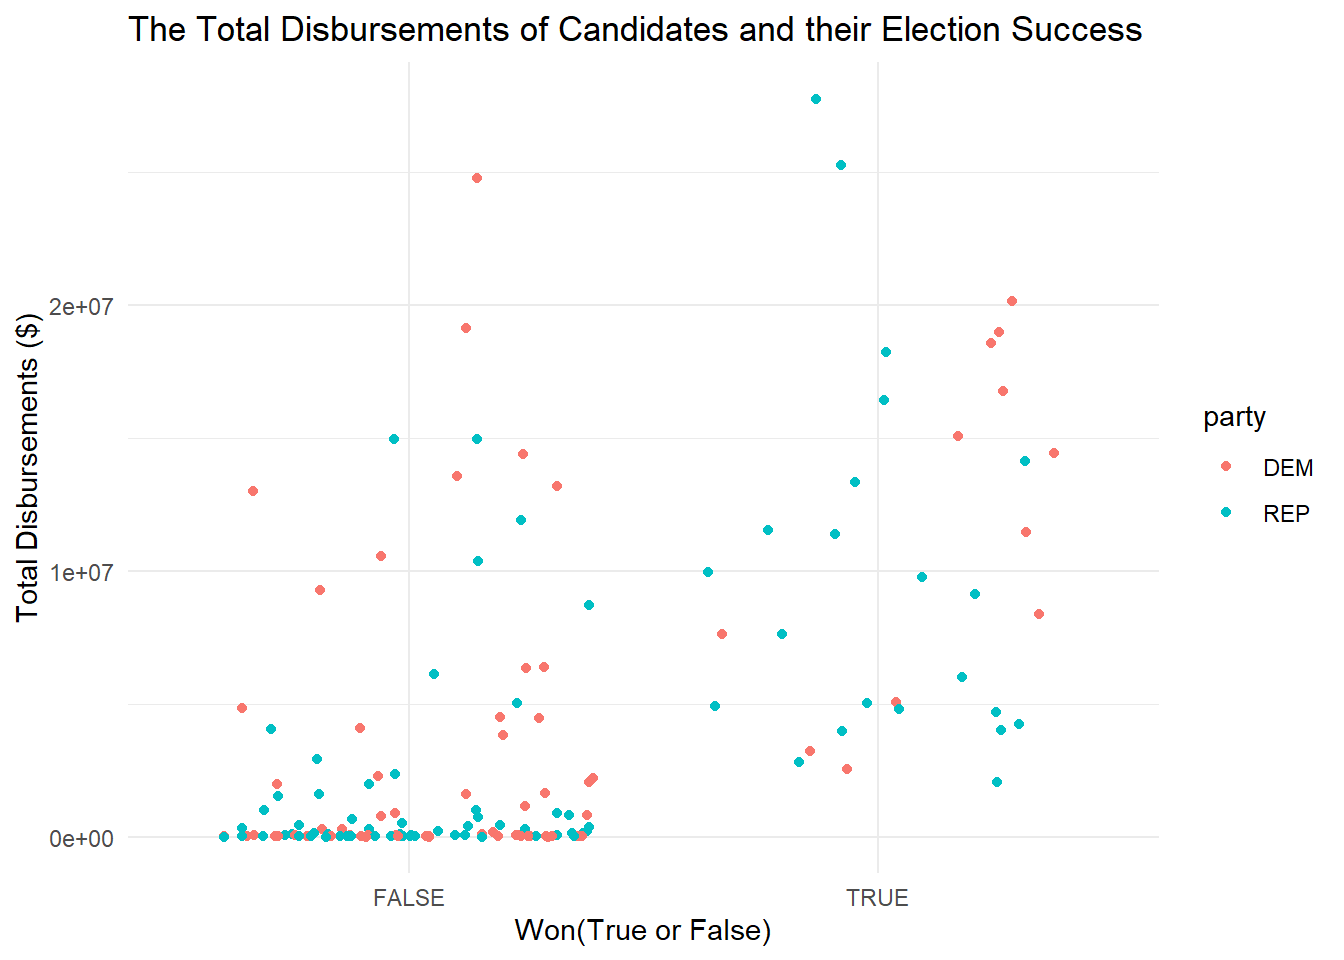 The Total Disbursements of Candidates and their Election Success
Total Disbursements ($)
2e+07
1e+07
0e+00
FALSE
TRUE
Won(True or False)
party
DEM
REP